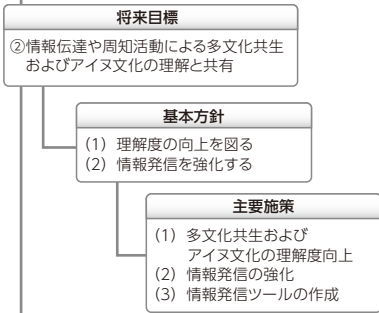 将来目標
②情報伝達や周知活動による多文化共生
およびアイヌ文化の理解と共有
基本方針
(1) 理解度の向上を図る
(2) 情報発信を強化する
主要施策
(1) 多文化共生および
アイヌ文化の理解度向上
(2) 情報発信の強化
(3) 情報発信ツールの作成